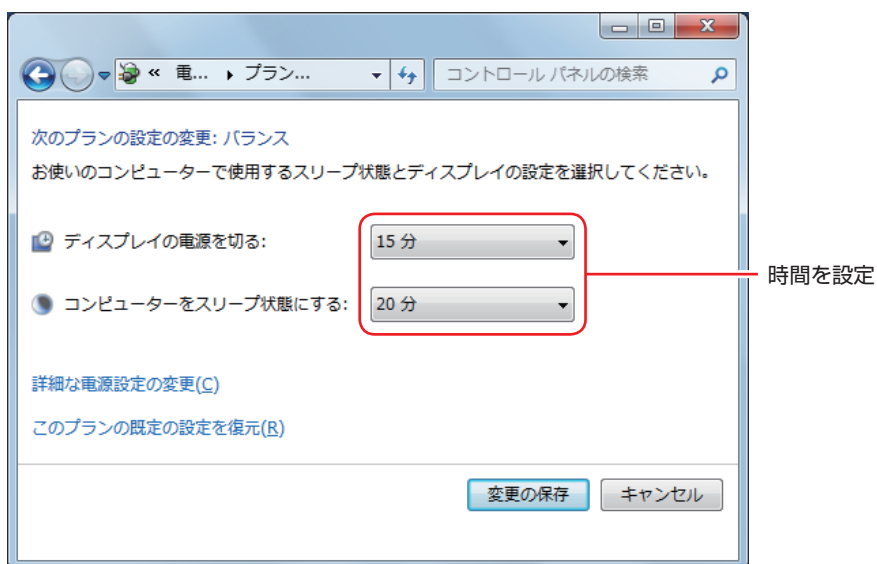 « 電... ▸ プラン...
コントロール パネルの検索
次のプランの設定の変更: バランス
お使いのコンピューターで使用するスリープ状態とディスプレイの設定を選択してください。
ディスプレイの電源を切る: 15 分
時間を設定
コンピューターをスリープ状態にする: 20 分
詳細な電源設定の変更(C)
このプランの既定の設定を復元(R)
変更の保存 キャンセル